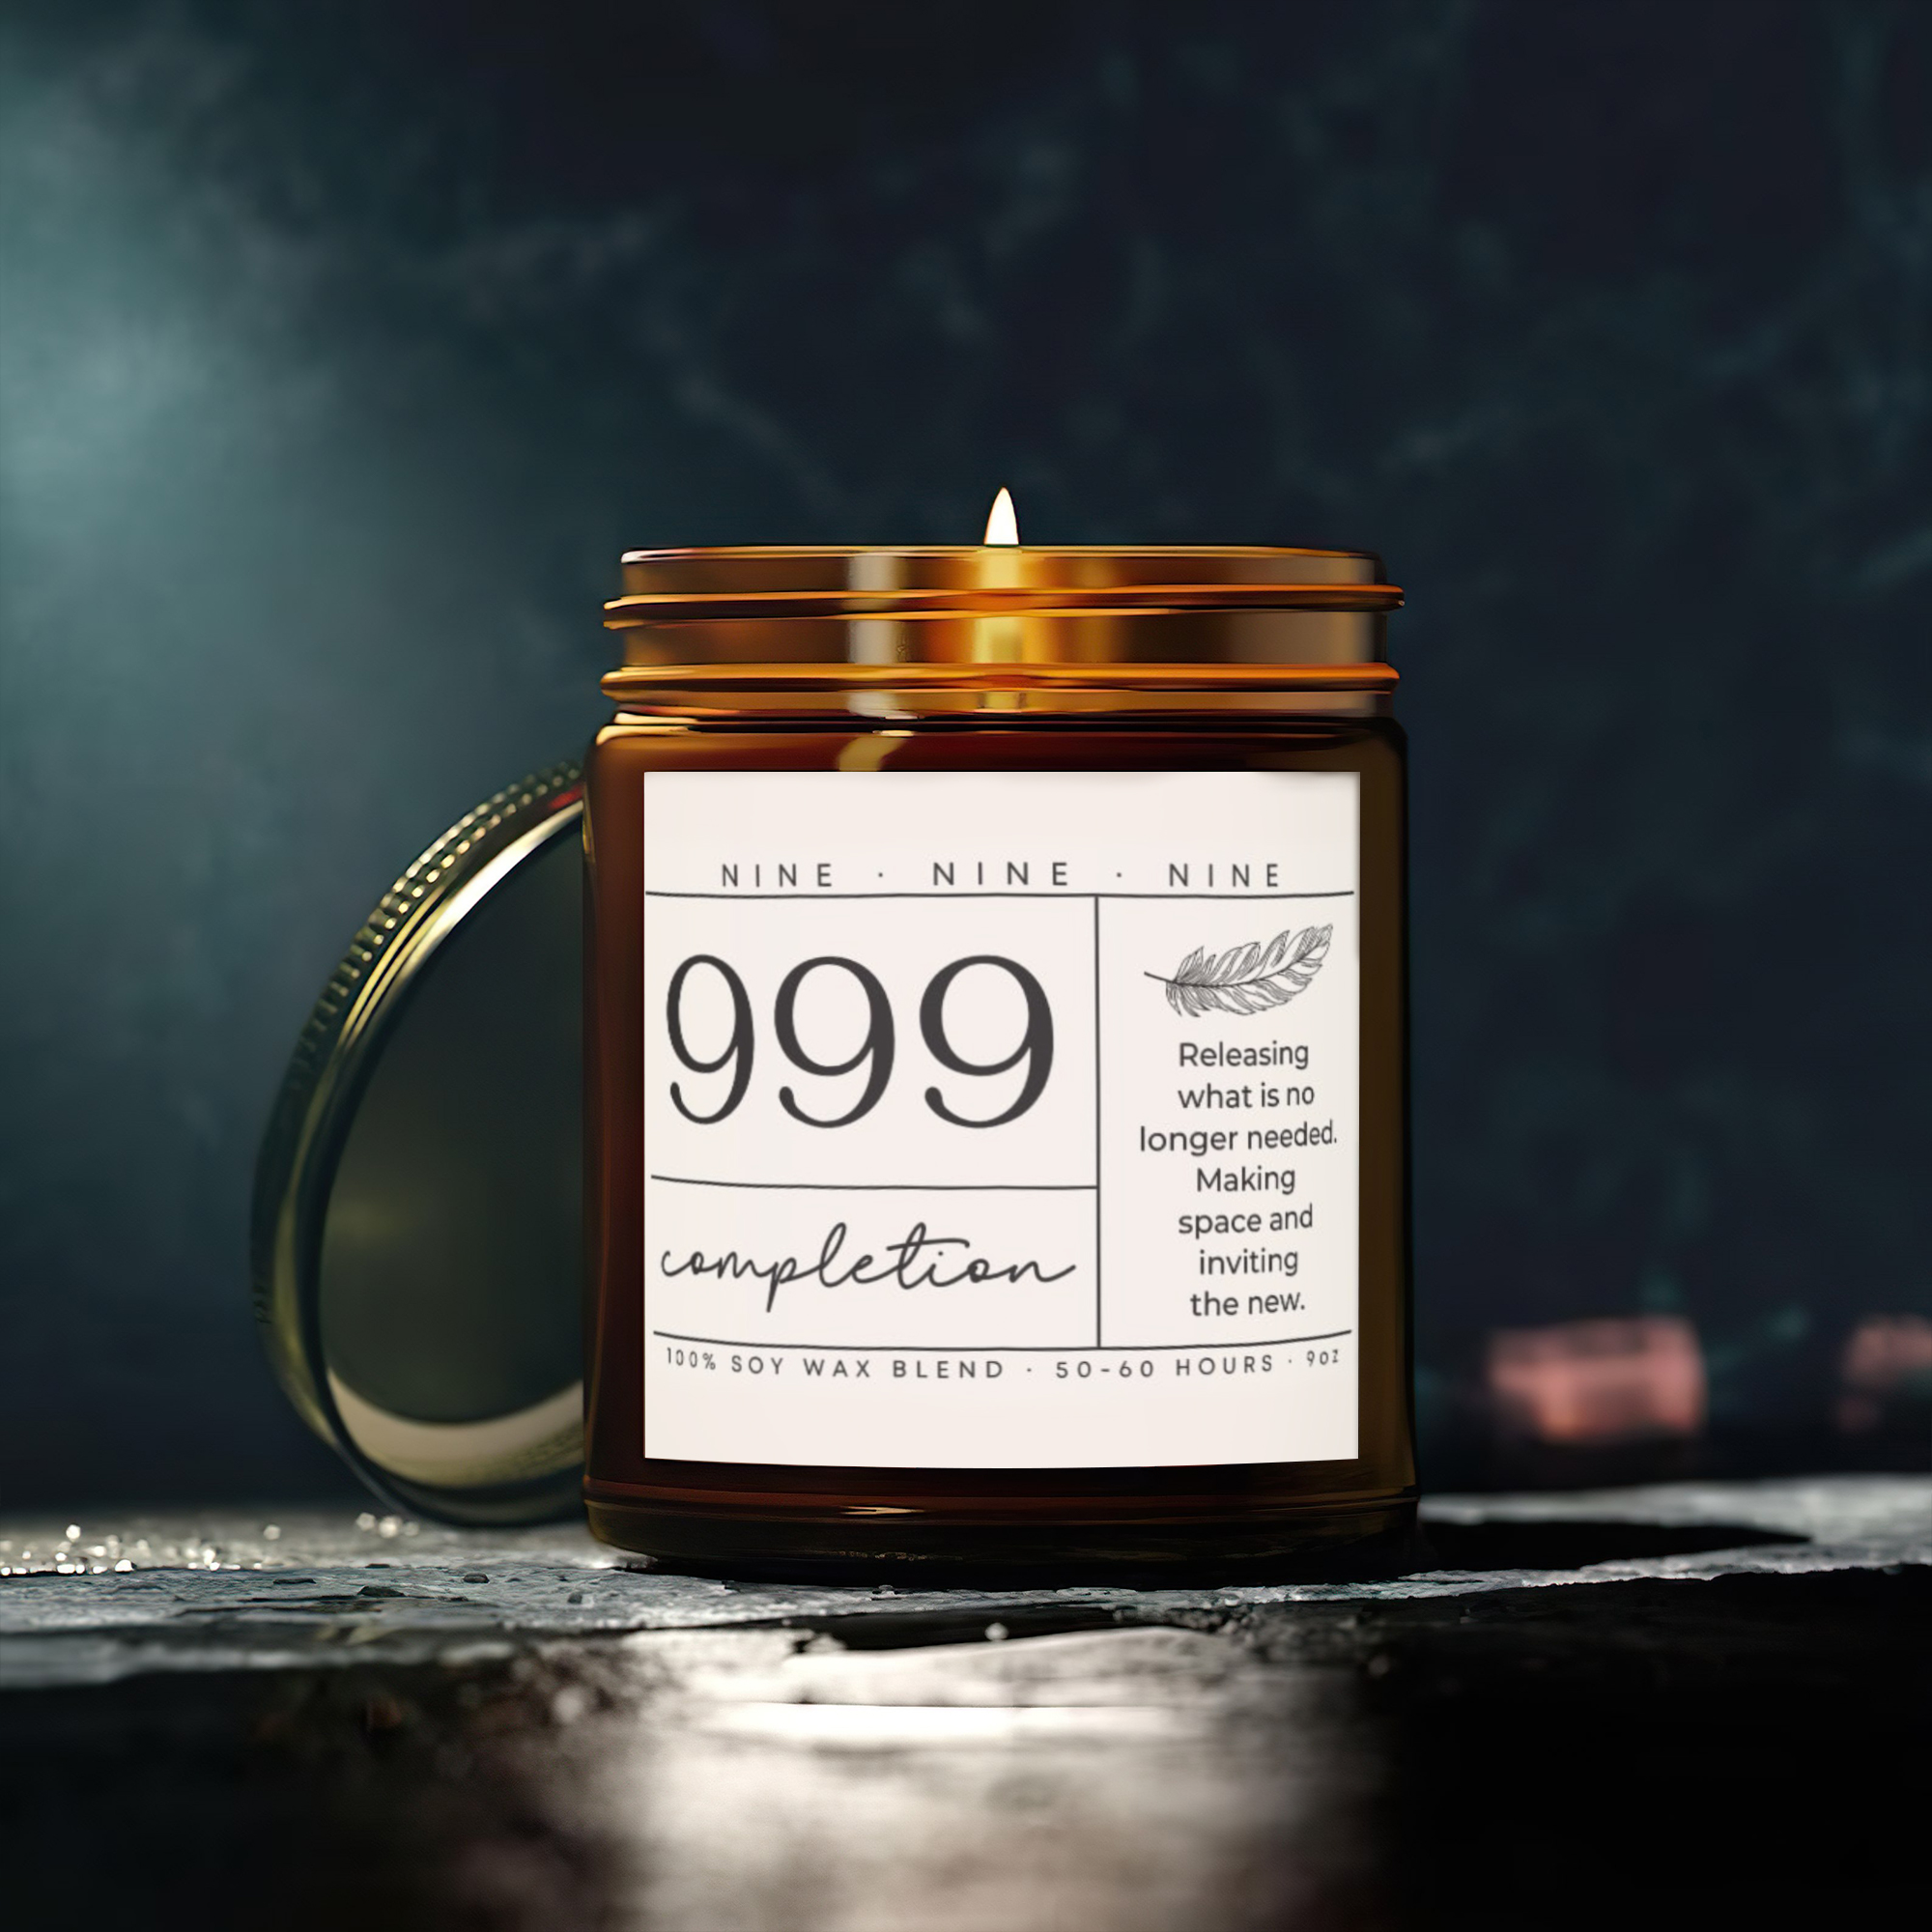 NINE · NINE · NINE
999
completion
Releasing
what is no
longer needed.
Making
space and
inviting
the new.
100% SOY WAX BLEND · 50-60 HOURS · 9oz